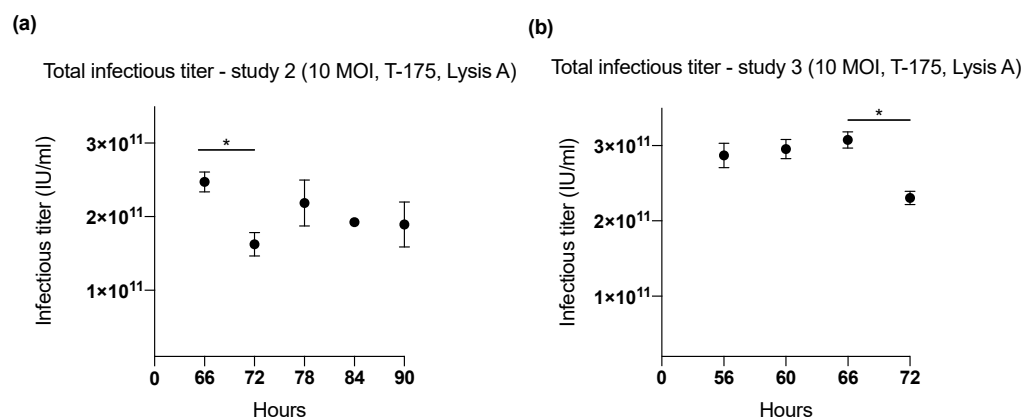 (a)
Total infectious titer - study 2 (10 MOI, T-175, Lysis A)
Infectious titer (IU/ml)
3×10¹¹
2×10¹¹
1×10¹¹
*
0 66 72 78 84 90
Hours
(b)
Total infectious titer - study 3 (10 MOI, T-175, Lysis A)
Infectious titer (IU/ml)
3×10¹¹
2×10¹¹
1×10¹¹
*
0 56 60 66 72
Hours